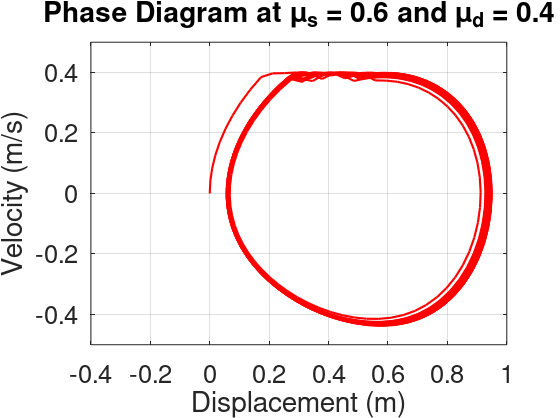 Phase Diagram at μs = 0.6 and μd = 0.4
Velocity (m/s)
0.4
0.2
0
-0.2
-0.4
-0.4 -0.2 0 0.2 0.4 0.6 0.8 1
Displacement (m)